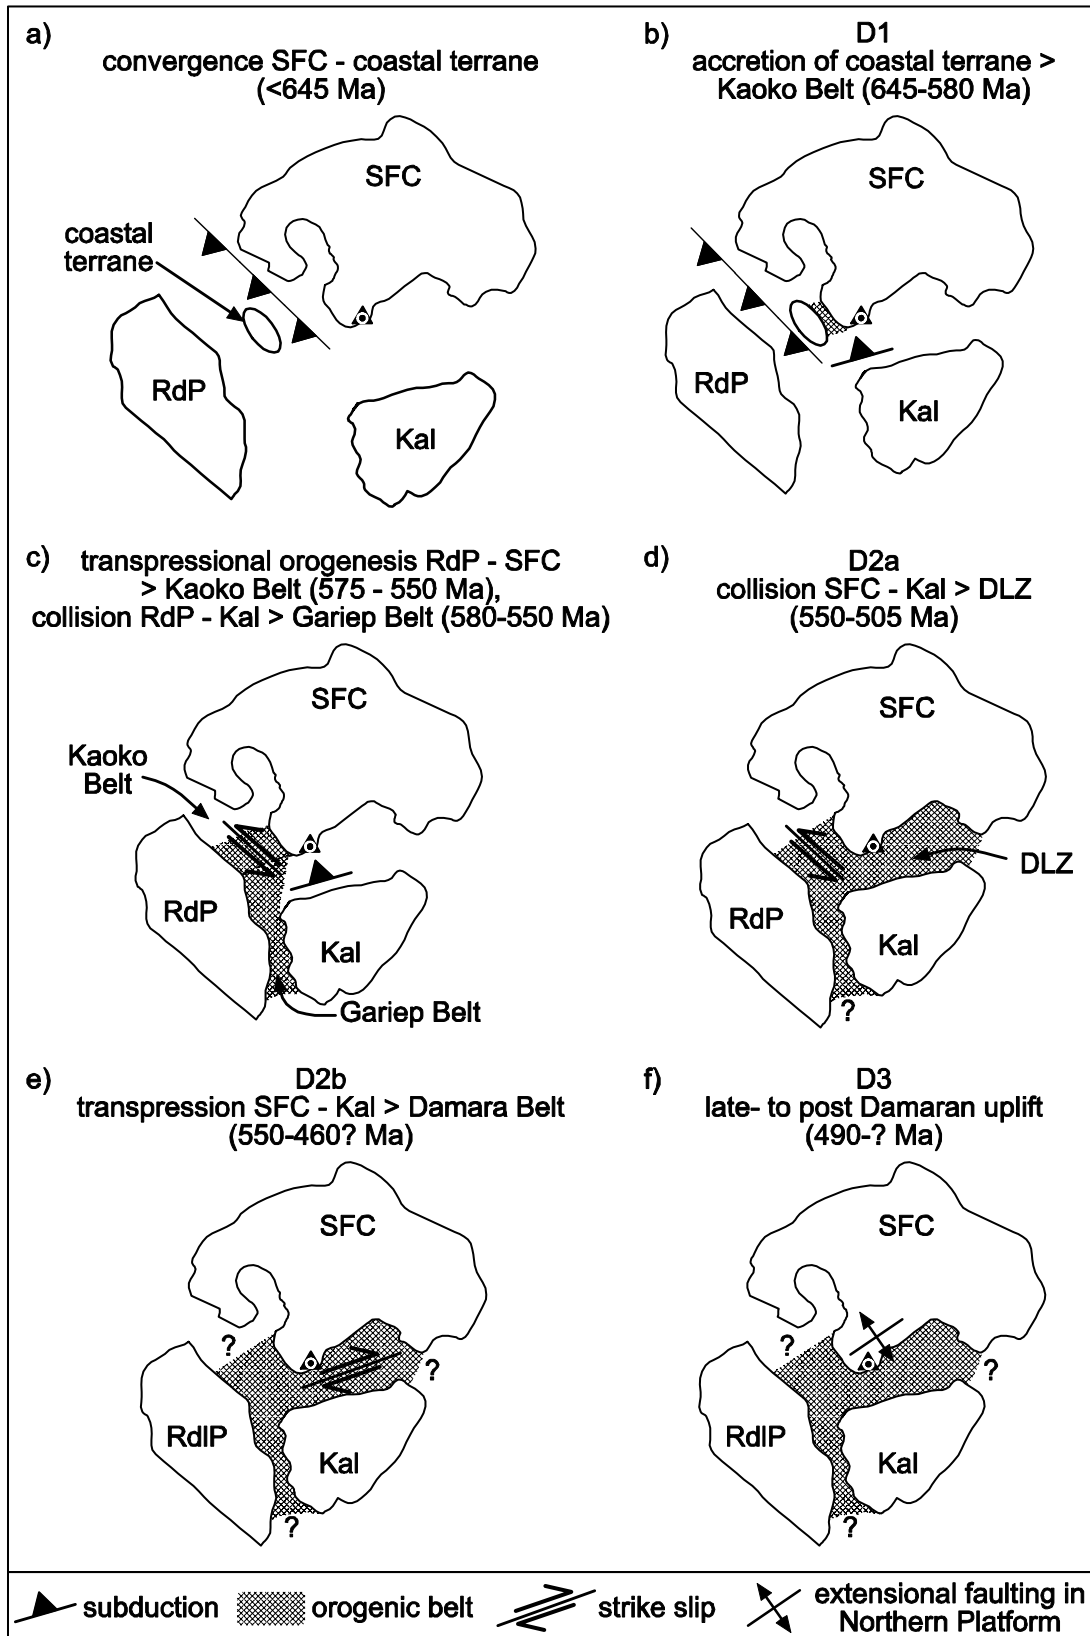 a)
convergence SFC - coastal terrane
(<645 Ma)
SFC
coastal
terrane
RdP
Kal
b)
D1
accretion of coastal terrane >
Kaoko Belt (645-580 Ma)
SFC
RdP
Kal
c)
transpressional orogenesis RdP - SFC
> Kaoko Belt (575 - 550 Ma),
collision RdP - Kal > Gariep Belt (580-550 Ma)
SFC
Kaoko
Belt
RdP
Kal
Gariep Belt
d)
D2a
collision SFC - Kal > DLZ
(550-505 Ma)
SFC
DLZ
RdP
Kal
?
e)
D2b
transpression SFC - Kal > Damara Belt
(550-460? Ma)
SFC
?
?
RdlP
Kal
?
f)
D3
late- to post Damaran uplift
(490-? Ma)
SFC
?
?
RdlP
Kal
?
subduction
orogenic belt
strike slip
extensional faulting in
Northern Platform